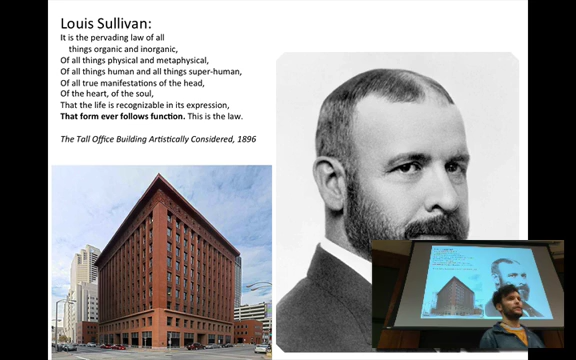 Louis Sullivan:
It is the pervading law of all
things organic and inorganic,
Of all things physical and metaphysical,
Of all things human and all things super-human,
Of all true manifestations of the head,
Of the heart, of the soul,
That the life is recognizable in its expression,
That form ever follows function. This is the law.
The Tall Office Building Artistically Considered, 1896